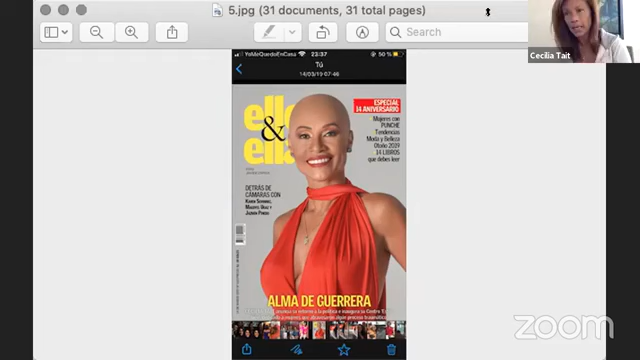 5.jpg (31 documents, 31 total pages)
Search
Cecilia Tait
YoMeQuedoEnCasa
23:37
50 %
Tú
14/03/19 07:46
ella
&
ella
ESPECIAL
14 ANIVERSARIO
Mujeres con
PUNCHE
Tendencias
Moda y Belleza
Otoño 2019
14 LIBROS
que debes leer
DETRÁS DE
CÁMARAS CON
ALMA DE GUERRERA
zoom